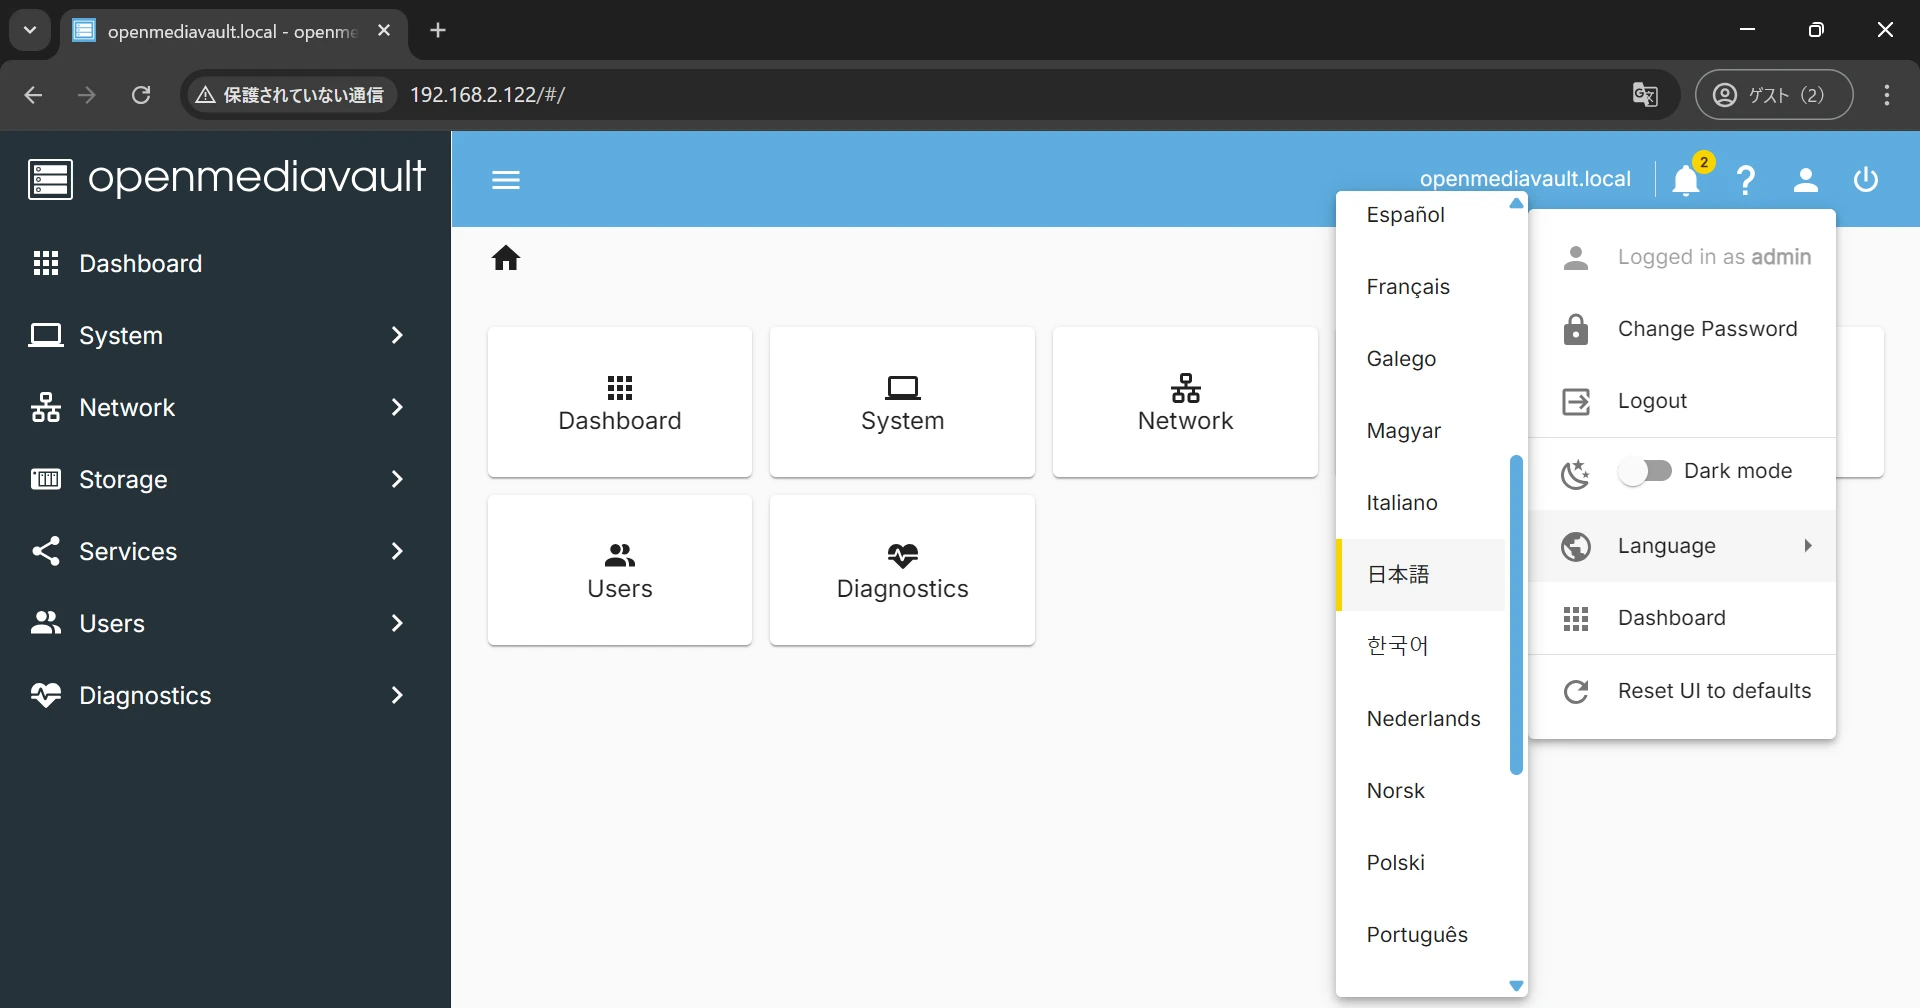 openmediavault.local - openme
保護されていない通信
192.168.2.122/#/
ゲスト (2)
openmediavault
openmediavault.local
2
Dashboard
System
Network
Storage
Services
Users
Diagnostics
Dashboard
System
Network
Users
Diagnostics
Español
Français
Galego
Magyar
Italiano
日本語
한국어
Nederlands
Norsk
Polski
Português
Logged in as admin
Change Password
Logout
Dark mode
Language
Dashboard
Reset UI to defaults